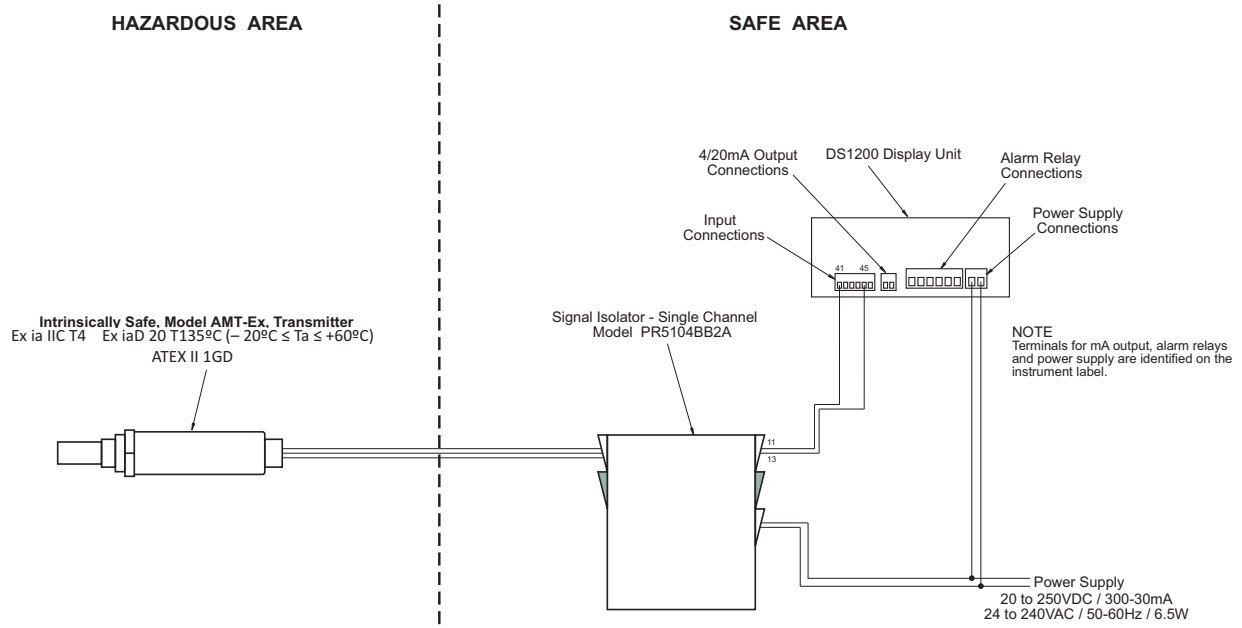 HAZARDOUS AREA
SAFE AREA
4/20mA Output
Connections
DS1200 Display Unit
Alarm Relay
Connections
Input
Connections
Power Supply
Connections
41
45
Intrinsically Safe, Model AMT-Ex, Transmitter
Ex ia IIC T4 Ex iaD 20 T135ºC (– 20ºC ≤ Ta ≤ +60ºC)
ATEX II 1GD
Signal Isolator - Single Channel
Model PR5104BB2A
NOTE
Terminals for mA output, alarm relays
and power supply are identified on the
instrument label.
11
13
Power Supply
20 to 250VDC / 300-30mA
24 to 240VAC / 50-60Hz / 6.5W